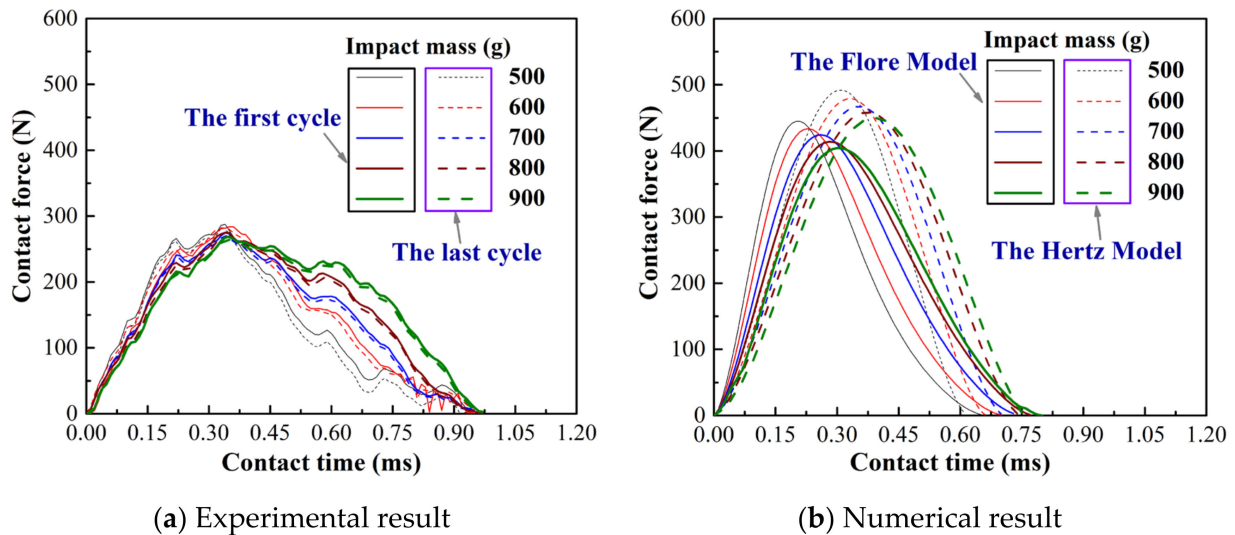 600
500
400
300
200
100
0
Contact force (N)
Impact mass (g)
500
600
700
800
900
The first cycle
The last cycle
0.00 0.15 0.30 0.45 0.60 0.75 0.90 1.05 1.20
Contact time (ms)
(a) Experimental result
600
500
400
300
200
100
0
Contact force (N)
Impact mass (g)
The Flore Model
500
600
700
800
900
The Hertz Model
0.00 0.15 0.30 0.45 0.60 0.75 0.90 1.05 1.20
Contact time (ms)
(b) Numerical result